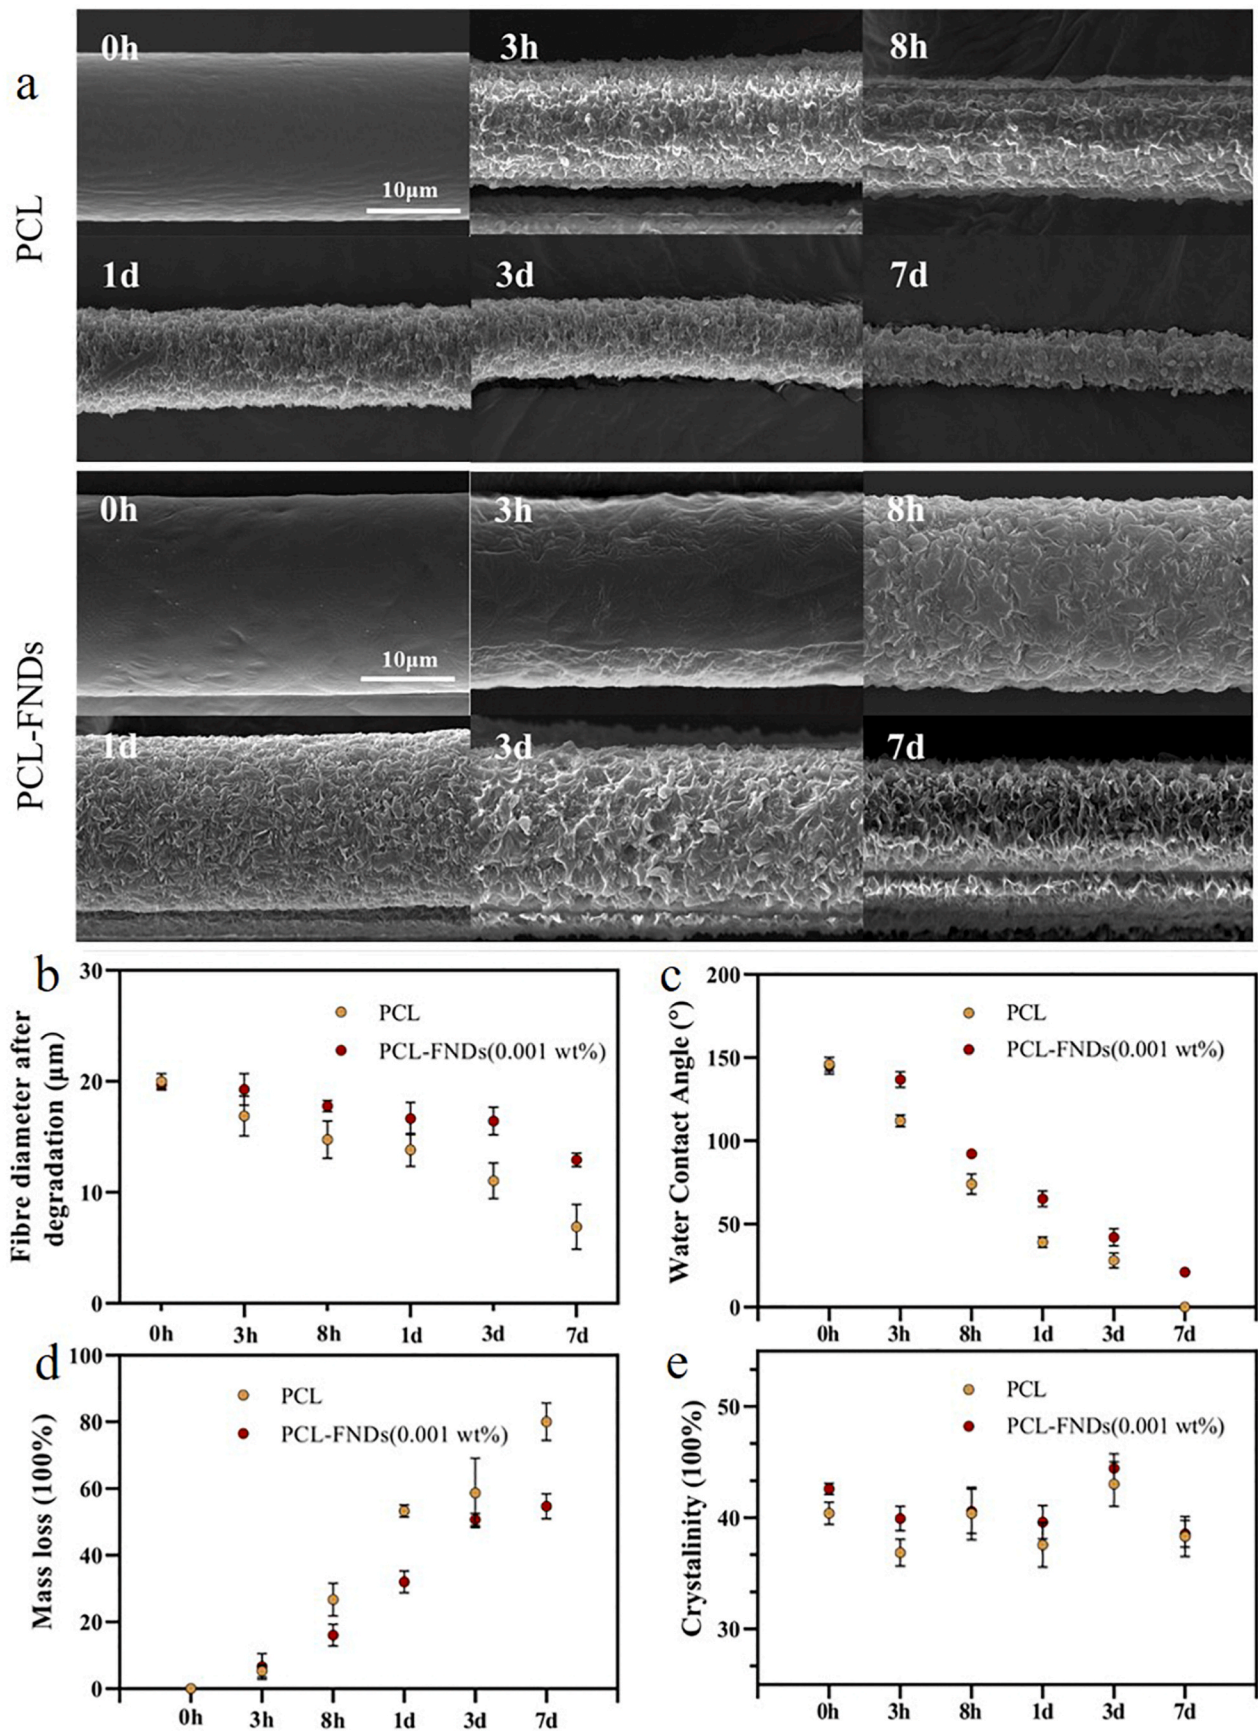 a
PCL
0h
3h
8h
10μm
1d
3d
7d
PCL-FNDs
0h
3h
8h
10μm
1d
3d
7d
b
Fibre diameter after
degradation (μm)
30
20
10
0
PCL
PCL-FNDs(0.001 wt%)
0h 3h 8h 1d 3d 7d
c
Water Contact Angle (°)
200
150
100
50
0
PCL
PCL-FNDs(0.001 wt%)
0h 3h 8h 1d 3d 7d
d
Mass loss (100%)
100
80
60
40
20
0
PCL
PCL-FNDs(0.001 wt%)
0h 3h 8h 1d 3d 7d
e
Crystalinity (100%)
50
40
30
PCL
PCL-FNDs(0.001 wt%)
0h 3h 8h 1d 3d 7d